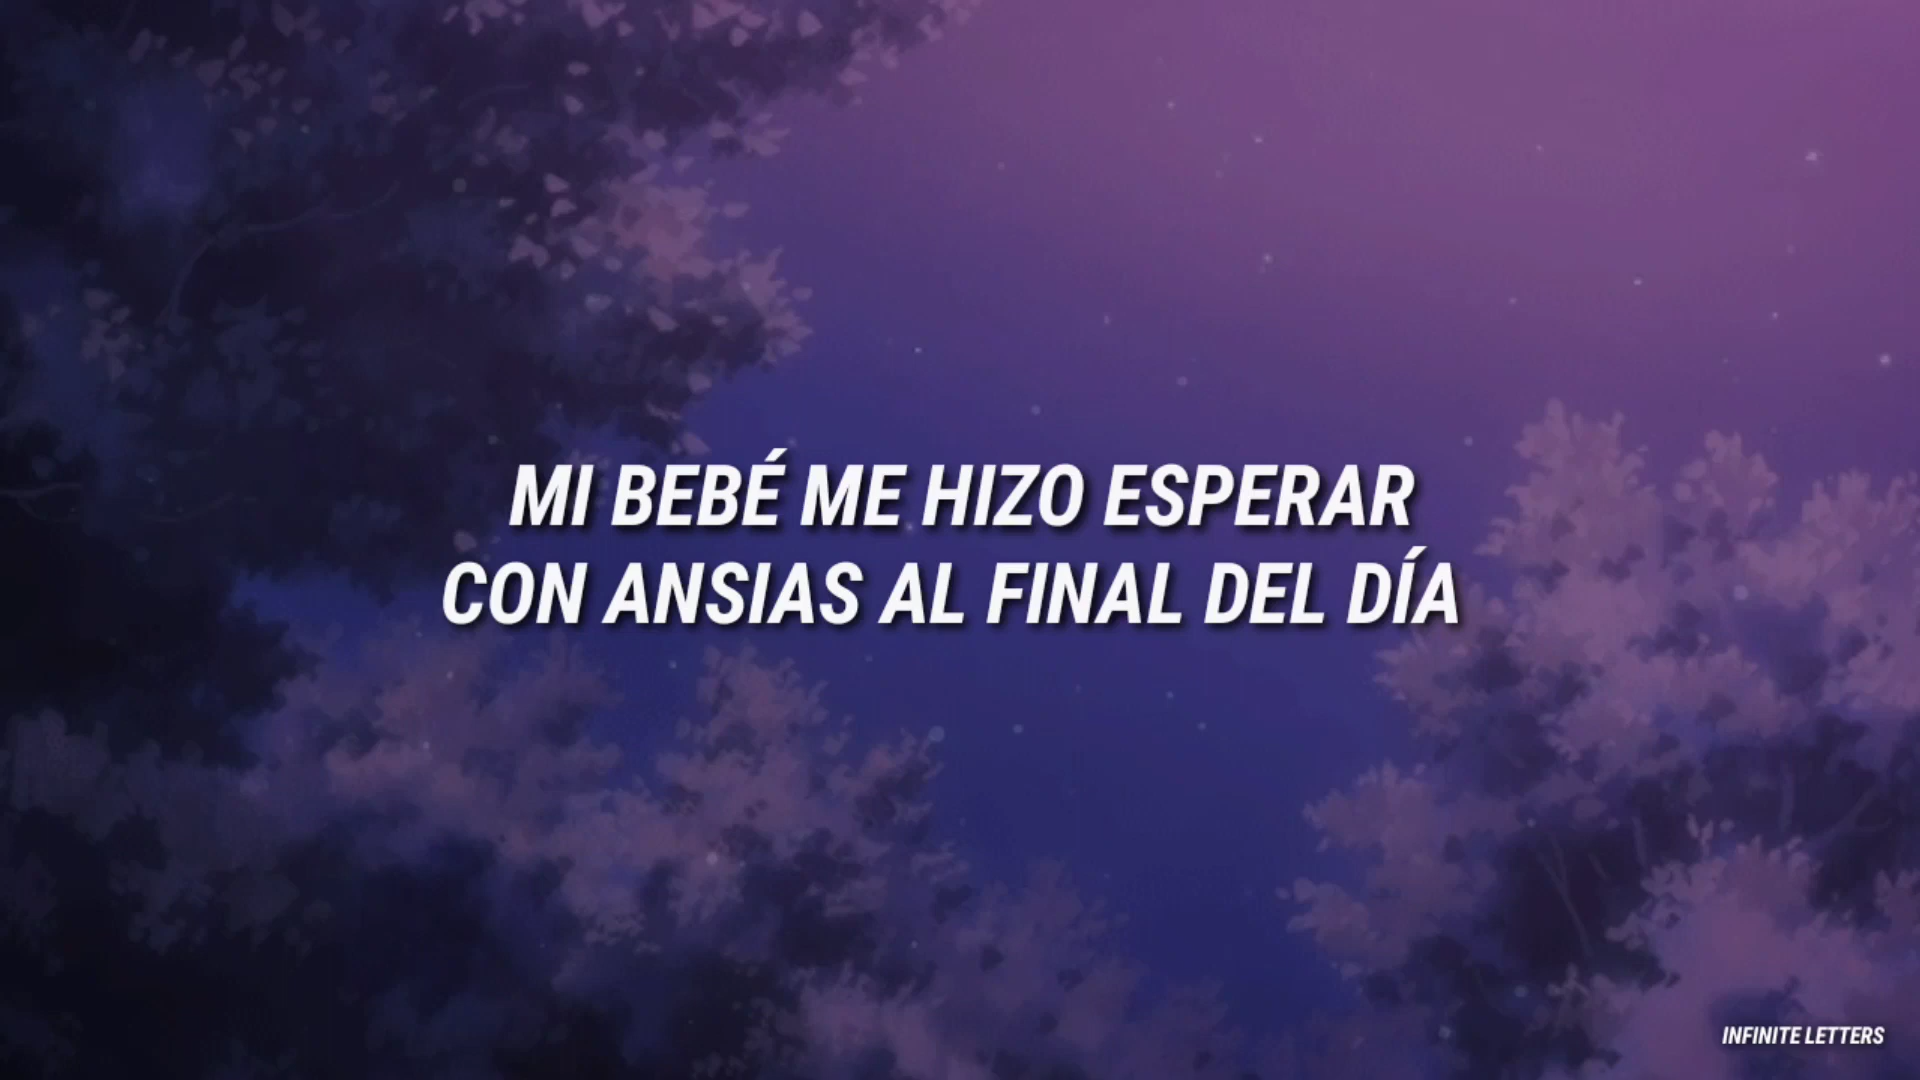 MI BEBÉ ME HIZO ESPERAR
CON ANSIAS AL FINAL DEL DÍA
INFINITE LETTERS